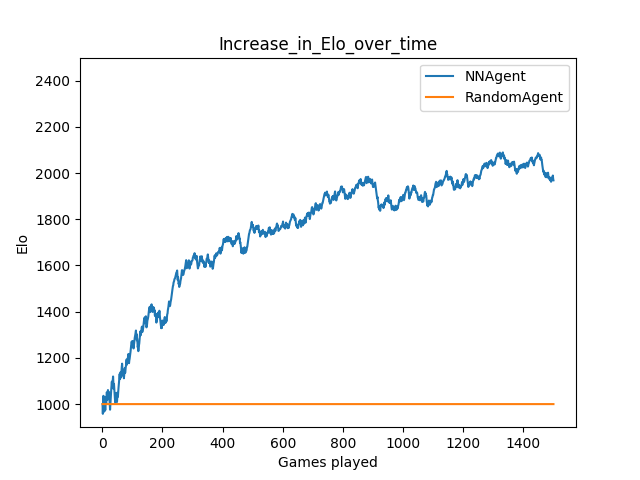 Increase_in_Elo_over_time
NNAgent
RandomAgent
2400
2200
2000
1800
1600
1400
1200
1000
Elo
0 200 400 600 800 1000 1200 1400
Games played